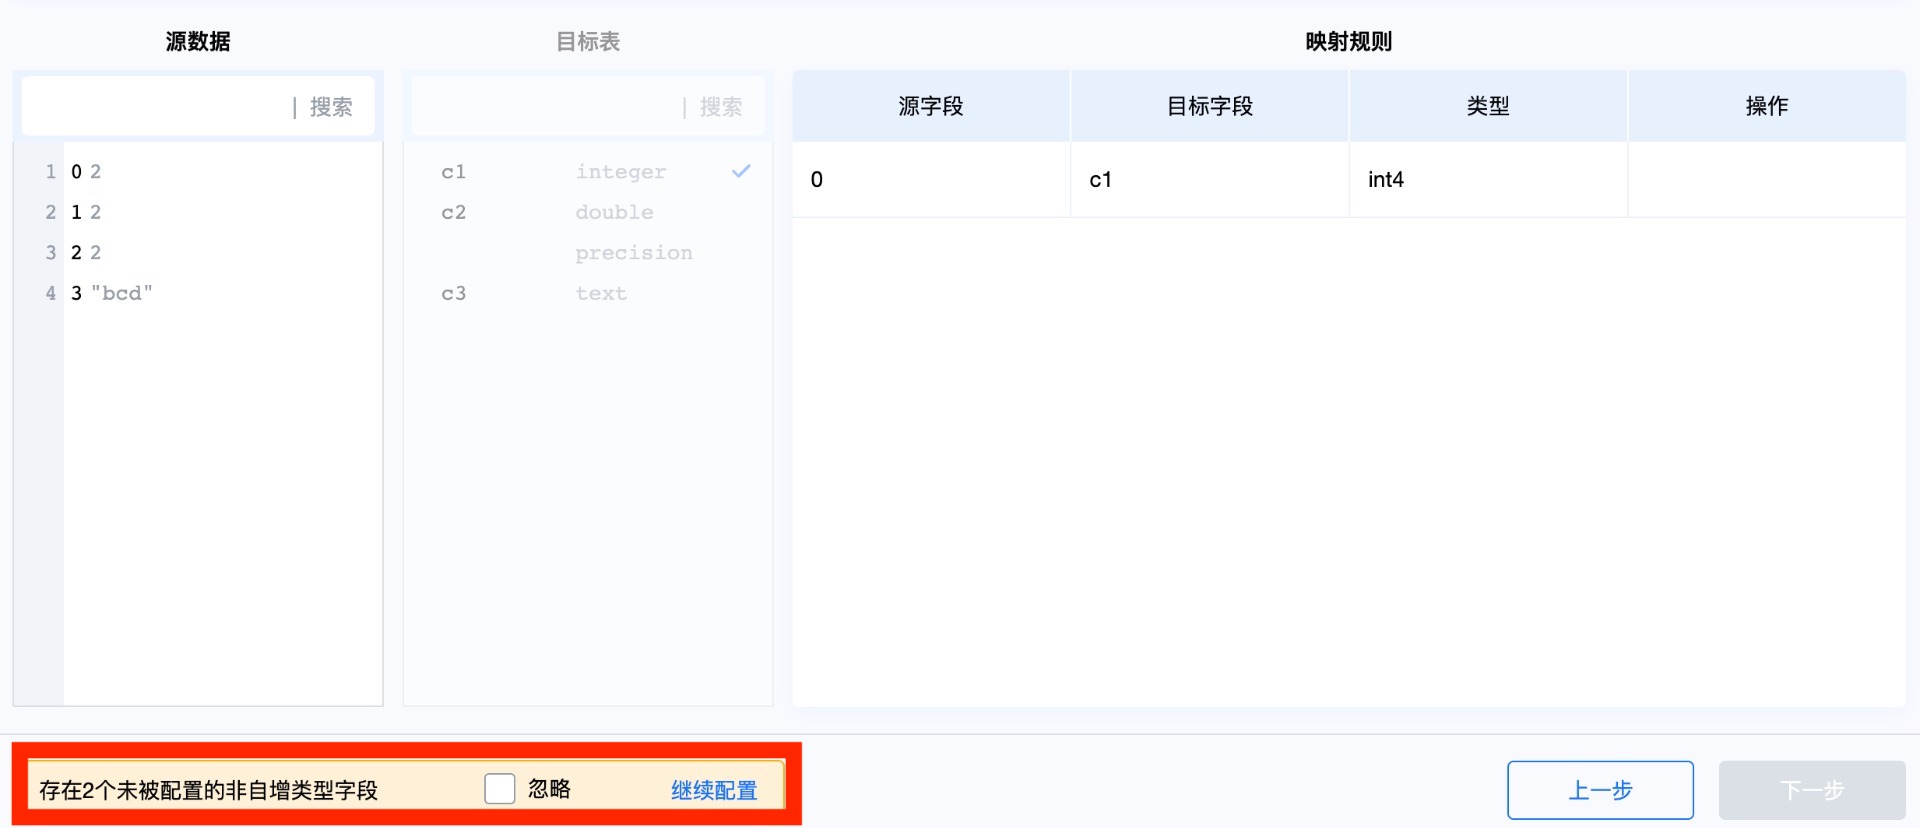 源数据
目标表
映射规则
| 搜索
| 搜索
源字段 目标字段 类型 操作
1 0 2
2 1 2
3 2 2
4 3 "bcd"
c1 integer
c2 double
precision
c3 text
0 c1 int4
存在2个未被配置的非自增类型字段 忽略 继续配置
上一步
下一步